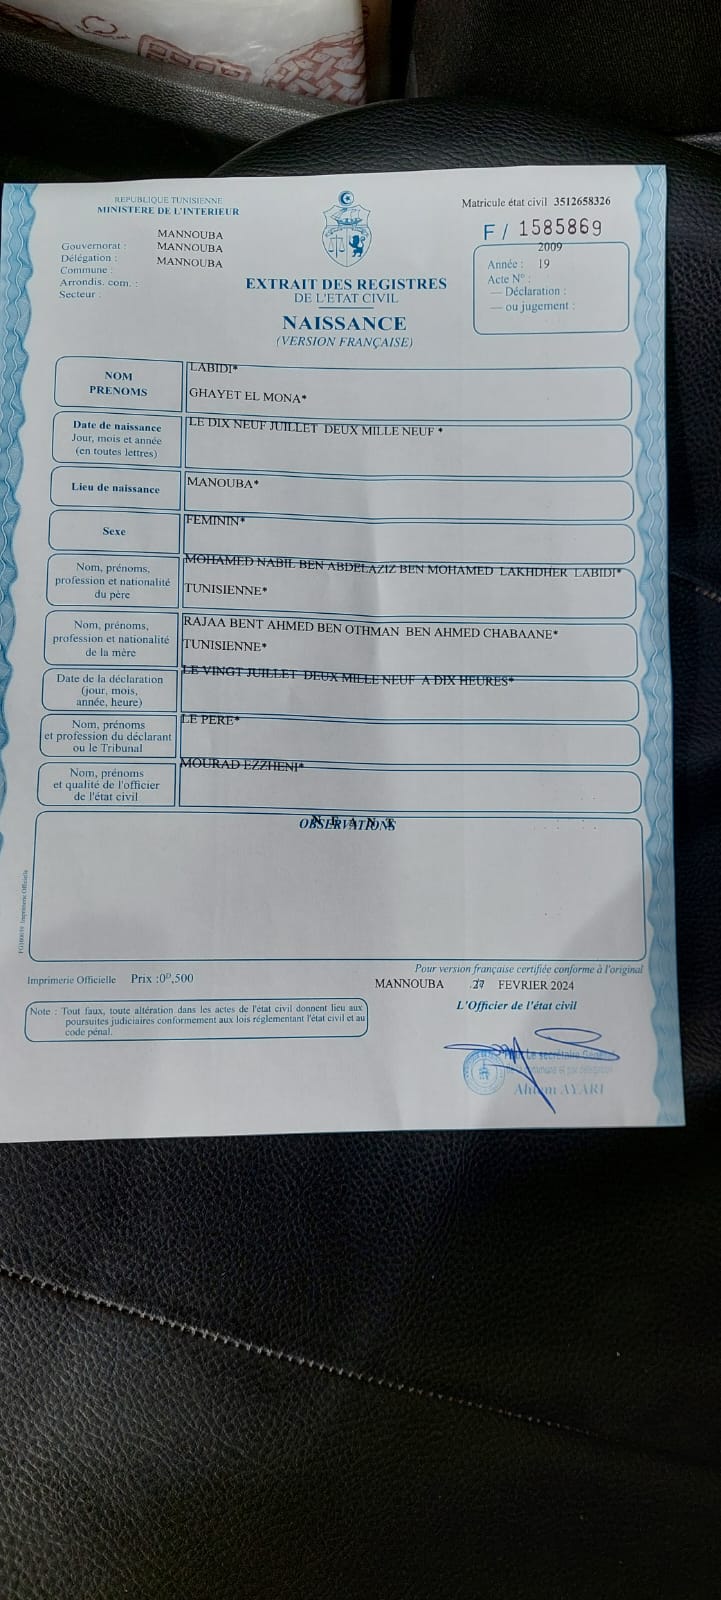 REPUBLIQUE TUNISIENNE
MINISTERE DE L'INTERIEUR
Matricule état civil 3512658326
F/ 1585869
MANNOUBA
Gouvernorat : MANNOUBA
Délégation : MANNOUBA
Commune :
Arrondis. com. :
Secteur :
2009
Année : 19
Acte N° :
— Déclaration :
— ou jugement :
EXTRAIT DES REGISTRES
DE L'ETAT CIVIL
NAISSANCE
(VERSION FRANÇAISE)
NOM
PRENOMS
LABIDI*
GHAYET EL MONA*
Date de naissance
Jour, mois et année
(en toutes lettres)
LE DIX NEUF JUILLET DEUX MILLE NEUF *
Lieu de naissance
MANOUBA*
Sexe
FEMININ*
Nom, prénoms,
profession et nationalité
du père
MOHAMED NABIL BEN ABDELAZIZ BEN MOHAMED LAKHDHER LABIDI*
TUNISIENNE*
Nom, prénoms,
profession et nationalité
de la mère
RAJAA BENT AHMED BEN OTHMAN BEN AHMED CHABAANE*
TUNISIENNE*
Date de la déclaration
(jour, mois,
année, heure)
LE VINGT JUILLET DEUX MILLE NEUF A DIX HEURES*
Nom, prénoms
et profession du déclarant
ou le Tribunal
LE PERE*
Nom, prénoms
et qualité de l'officier
de l'état civil
MOURAD EZZHENI*
OBSERVATIONS
N E A N T
Imprimerie Officielle Prix :0ᴰ,500
Pour version française certifiée conforme à l'original
MANNOUBA 27 FEVRIER 2024
L'Officier de l'état civil
Note : Tout faux, toute altération dans les actes de l'état civil donnent lieu aux
poursuites judiciaires conformement aux lois réglementant l'état civil et au
code pénal.
Le secrétaire Général
Ahlem AYARI